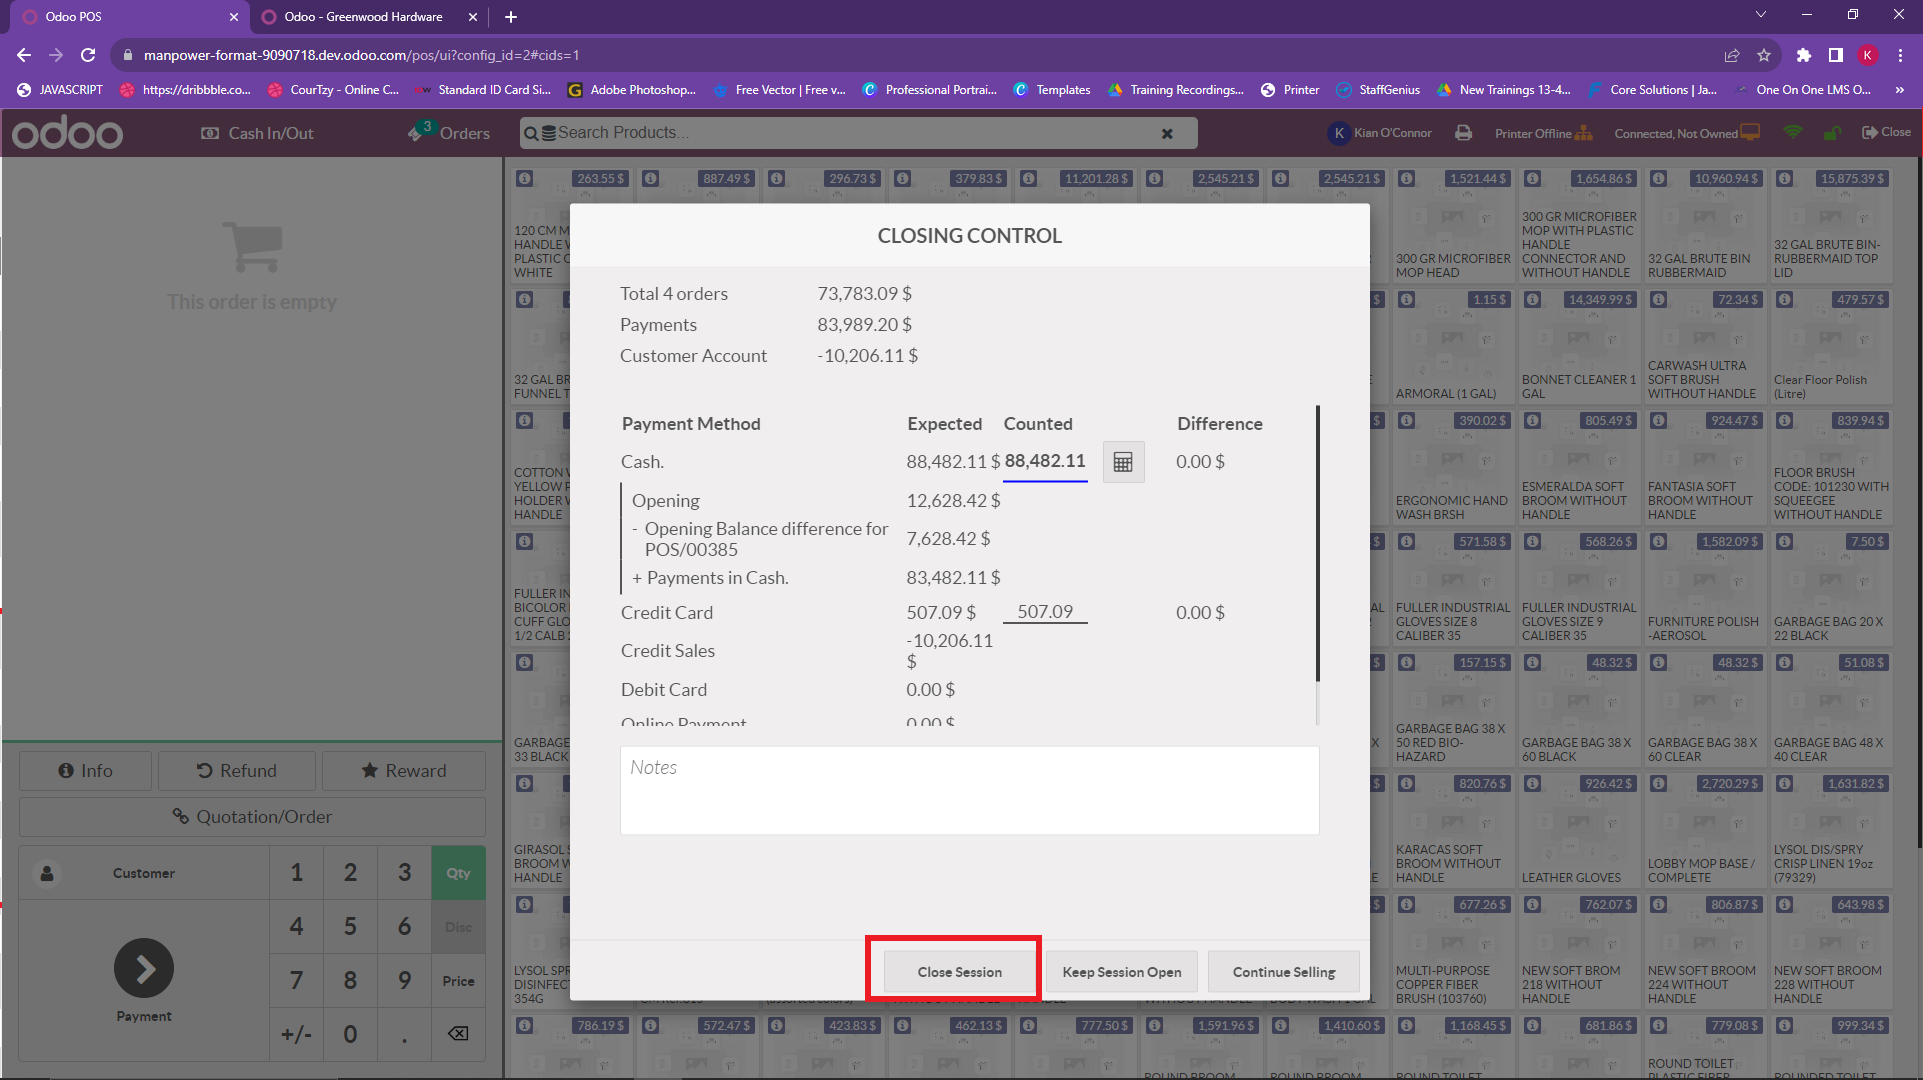 Odoo POS
Odoo - Greenwood Hardware
manpower-format-9090718.dev.odoo.com/pos/ui?config_id=2#cids=1
K
JAVASCRIPT
https://dribbble.co...
CourTzy - Online C...
Standard ID Card Si...
Adobe Photoshop...
Free Vector | Free v...
Professional Portrai...
Templates
Training Recordings...
Printer
StaffGenius
New Trainings 13-4...
Core Solutions | Ja...
One On One LMS O...
»
odoo
Cash In/Out
3
Orders
Search Products...
K
Kian O'Connor
Printer Offline
Connected, Not Owned
Close
This order is empty
Info
Refund
Reward
Quotation/Order
Customer
1 2 3 Qty
4 5 6 Disc
7 8 9 Price
+/- 0 .
Payment
CLOSING CONTROL
Total 4 orders 73,783.09 $
Payments 83,989.20 $
Customer Account -10,206.11 $
Payment Method Expected Counted Difference
Cash. 88,482.11 $ 88,482.11 0.00 $
Opening 12,628.42 $
- Opening Balance difference for
POS/00385 7,628.42 $
+ Payments in Cash. 83,482.11 $
Credit Card 507.09 $ 507.09 0.00 $
Credit Sales -10,206.11
$
Debit Card 0.00 $
Online Payment 0.00 $
Notes
Close Session
Keep Session Open
Continue Selling
263.55 $ 887.49 $ 296.73 $ 379.83 $ 11,201.28 $ 2,545.21 $ 2,545.21 $ 1,521.44 $ 1,654.86 $ 10,960.94 $ 15,875.39 $
120 CM M
HANDLE W
PLASTIC C
WHITE
300 GR MICROFIBER
MOP HEAD
300 GR MICROFIBER
MOP WITH PLASTIC
HANDLE
CONNECTOR AND
WITHOUT HANDLE
32 GAL BRUTE BIN
RUBBERMAID
32 GAL BRUTE BIN-
RUBBERMAID TOP
LID
1.15 $ 14,349.99 $ 72.34 $ 479.57 $
32 GAL BR
FUNNEL T
ARMORAL (1 GAL)
BONNET CLEANER 1
GAL
CARWASH ULTRA
SOFT BRUSH
WITHOUT HANDLE
Clear Floor Polish
(Litre)
390.02 $ 805.49 $ 924.47 $ 839.94 $
COTTON W
YELLOW P
HOLDER W
HANDLE
ERGONOMIC HAND
WASH BRSH
ESMERALDA SOFT
BROOM WITHOUT
HANDLE
FANTASIA SOFT
BROOM WITHOUT
HANDLE
FLOOR BRUSH
CODE: 101230 WITH
SQUEEGEE
WITHOUT HANDLE
571.58 $ 568.26 $ 1,582.09 $ 7.50 $
FULLER IN
BICOLOR
CUFF GLO
1/2 CALB
FULLER INDUSTRIAL
GLOVES SIZE 8
CALIBER 35
FULLER INDUSTRIAL
GLOVES SIZE 9
CALIBER 35
FURNITURE POLISH
-AEROSOL
GARBAGE BAG 20 X
22 BLACK
157.15 $ 48.32 $ 48.32 $ 51.08 $
GARBAGE
33 BLACK
GARBAGE BAG 38 X
50 RED BIO-
HAZARD
GARBAGE BAG 38 X
60 BLACK
GARBAGE BAG 38 X
60 CLEAR
GARBAGE BAG 48 X
40 CLEAR
820.76 $ 926.42 $ 2,720.29 $ 1,631.82 $
GIRASOL S
BROOM W
HANDLE
KARACAS SOFT
BROOM WITHOUT
HANDLE
LEATHER GLOVES
LOBBY MOP BASE /
COMPLETE
LYSOL DIS/SPRY
CRISP LINEN 19oz
(79329)
677.26 $ 762.07 $ 806.87 $ 643.98 $
LYSOL SPR
DISINFECT
354G
MULTI-PURPOSE
COPPER FIBER
BRUSH (103760)
NEW SOFT BROM
218 WITHOUT
HANDLE
NEW SOFT BROOM
224 WITHOUT
HANDLE
NEW SOFT BROOM
228 WITHOUT
HANDLE
786.19 $ 572.47 $ 423.83 $ 462.13 $ 777.50 $ 1,591.96 $ 1,410.60 $ 1,168.45 $ 681.86 $ 779.08 $ 999.34 $
ROUND BROOM
ROUND TOILET
ROUND TOILET
PLASTIC FIBER
ROUNDED TOILET